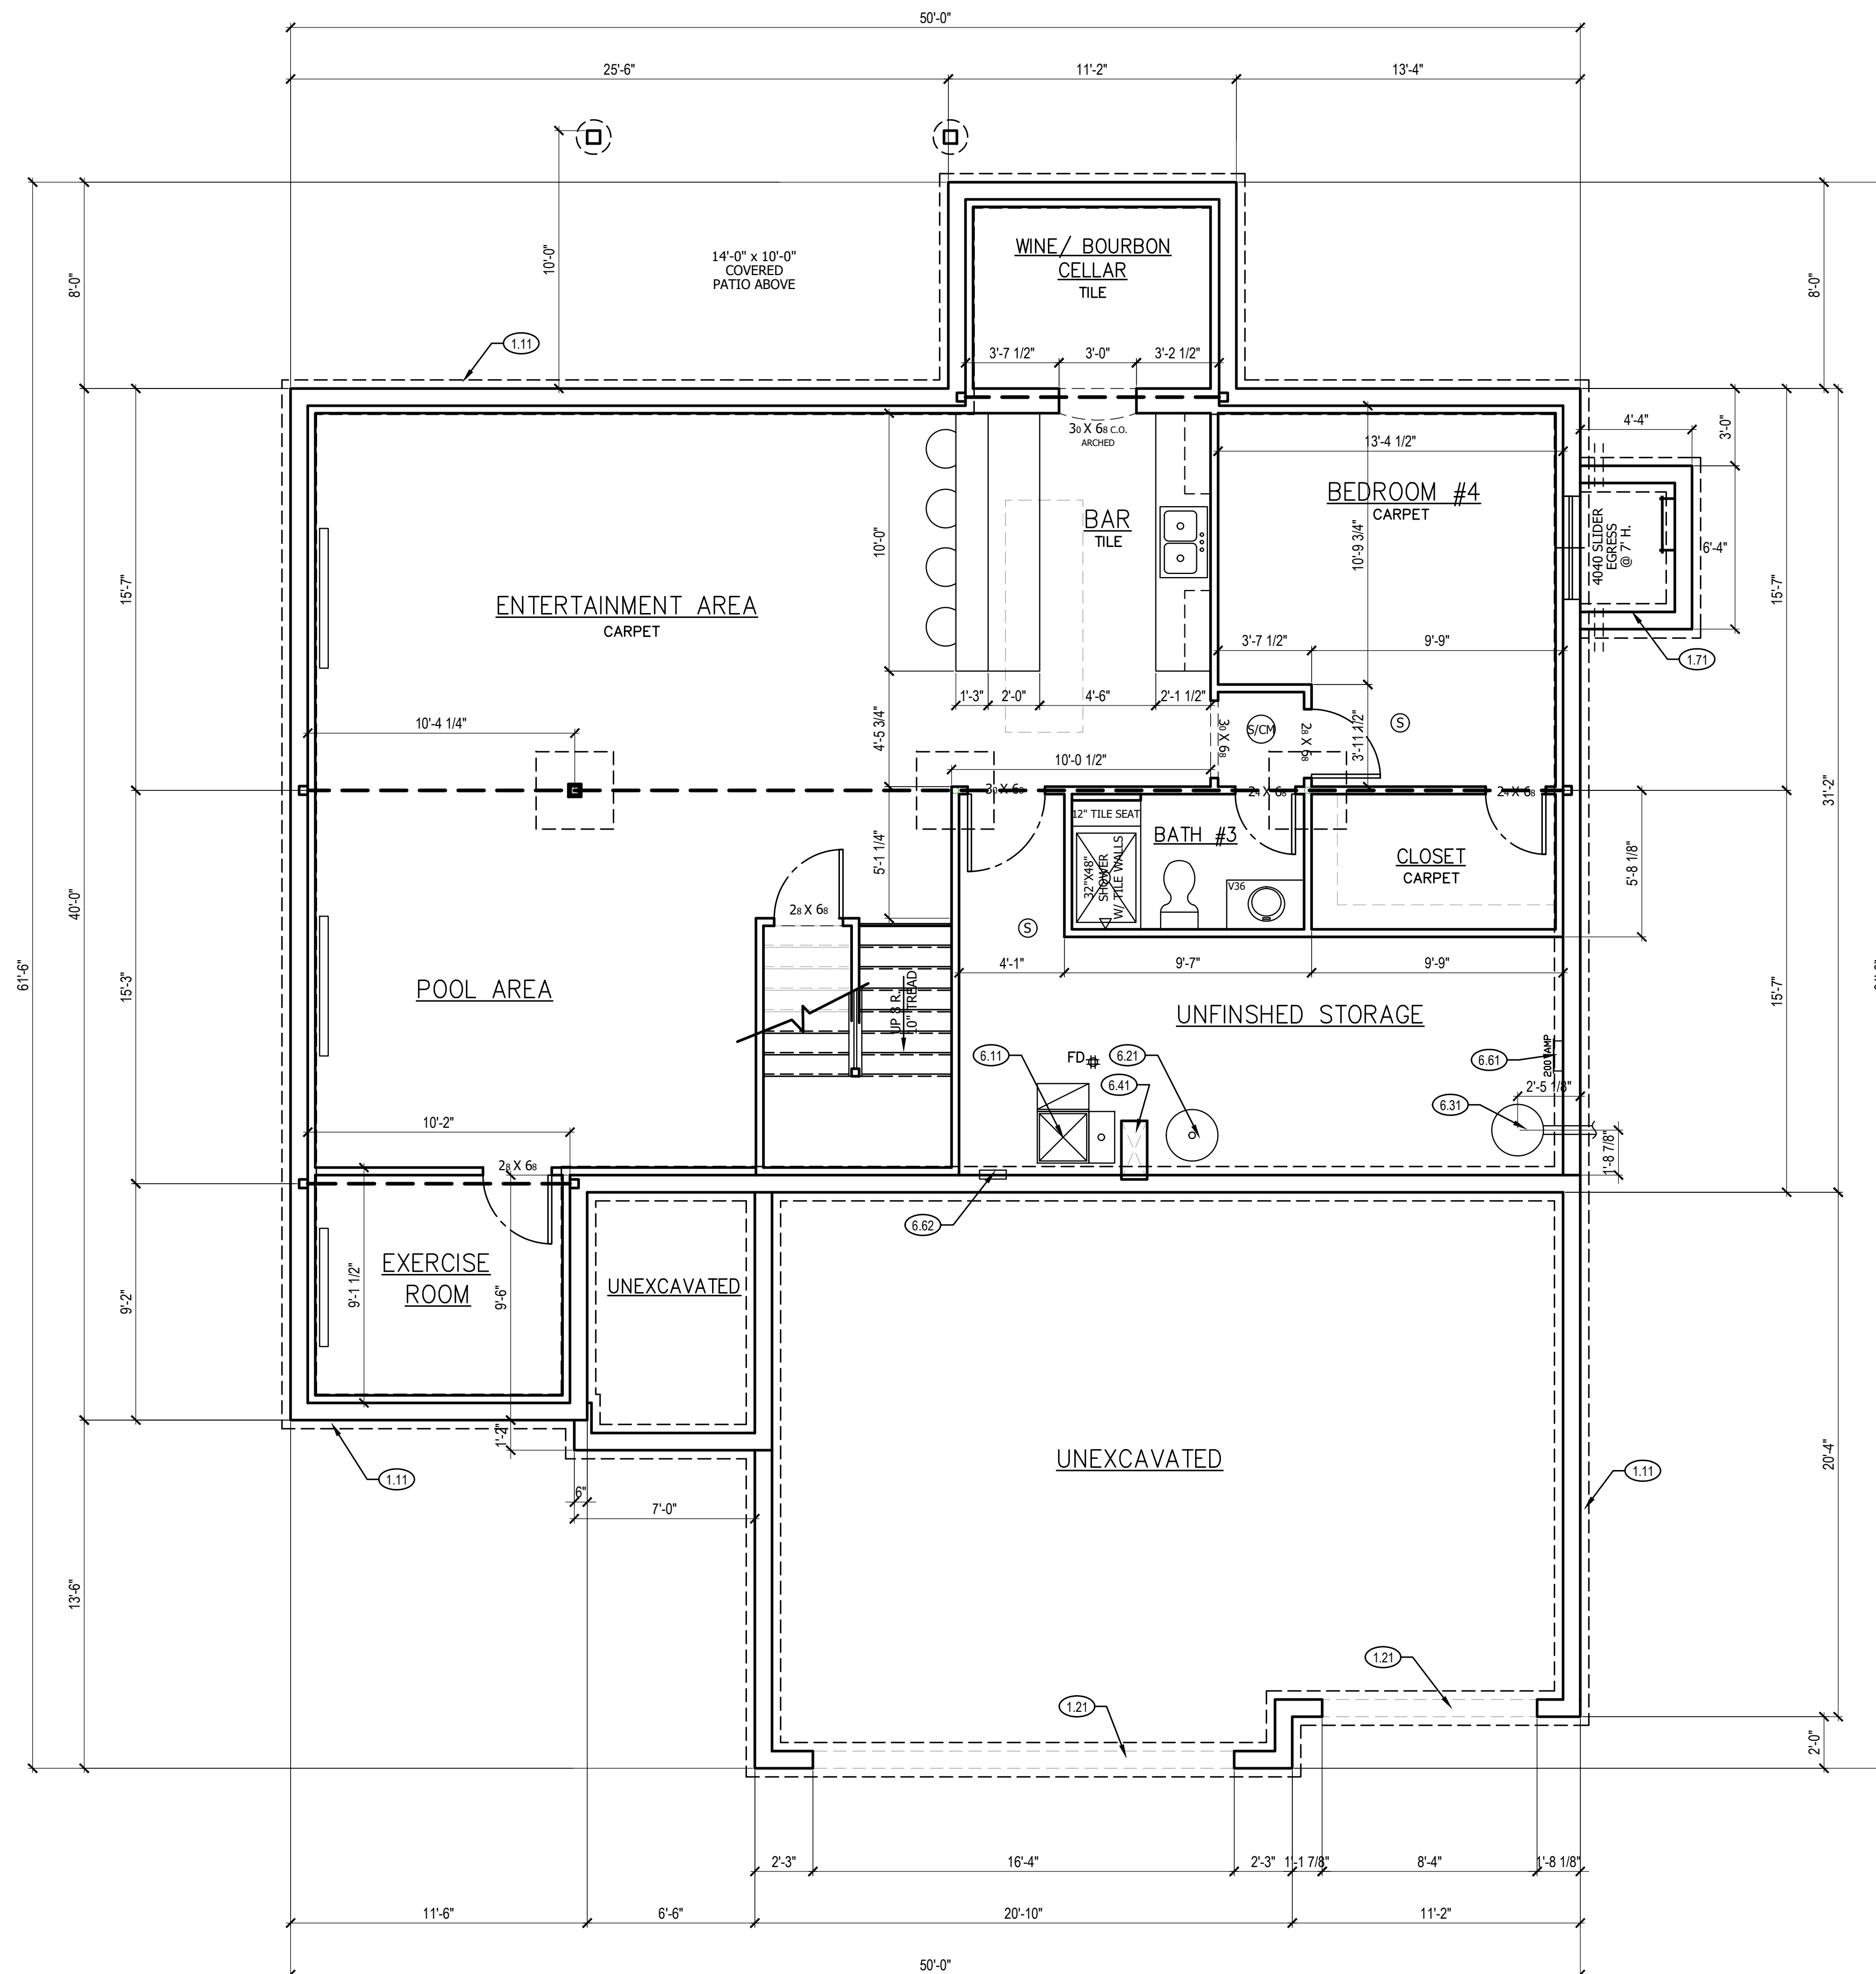 50'-0"
25'-6"
11'-2"
13'-4"
8'-0"
10'-0"
14'-0" x 10'-0"
COVERED
PATIO ABOVE
WINE/ BOURBON
CELLAR
TILE
8'-0"
1.11
3'-7 1/2"
3'-0"
3'-2 1/2"
30 X 68 C.O.
ARCHED
13'-4 1/2"
4'-4"
3'-0"
ENTERTAINMENT AREA
CARPET
BAR
TILE
BEDROOM #4
CARPET
10'-0"
10'-9 3/4"
4040 SLIDER
EGRESS
@ 7' H.
6'-4"
15'-7"
15'-7"
1.71
3'-7 1/2"
9'-9"
1'-3"
2'-0"
4'-6"
2'-1 1/2"
10'-4 1/4"
4'-5 3/4"
30 X 68
S/CM
28 X 68
3'-11 1/2"
S
10'-0 1/2"
31'-2"
30 X 68
24 X 68
24 X 68
12" TILE SEAT
BATH #3
32"X48"
SHOWER
W/ TILE WALLS
V36
CLOSET
CARPET
5'-1 1/4"
5'-8 1/8"
28 X 68
S
40'-0"
61'-6"
4'-1"
9'-7"
9'-9"
POOL AREA
15'-3"
UP 8 R.
10" TREAD
UNFINSHED STORAGE
15'-7"
6.11
FD
6.21
6.41
6.61
200 AMP
2'-5 1/8"
6.31
1'-8 7/8"
10'-2"
28 X 68
6.62
EXERCISE
ROOM
9'-1 1/2"
9'-6"
9'-2"
UNEXCAVATED
1'-2"
1.11
6"
7'-0"
UNEXCAVATED
20'-4"
1.11
13'-6"
1.21
1.21
2'-0"
2'-3"
16'-4"
2'-3"
1'-1 7/8"
8'-4"
1'-8 1/8"
11'-6"
6'-6"
20'-10"
11'-2"
50'-0"